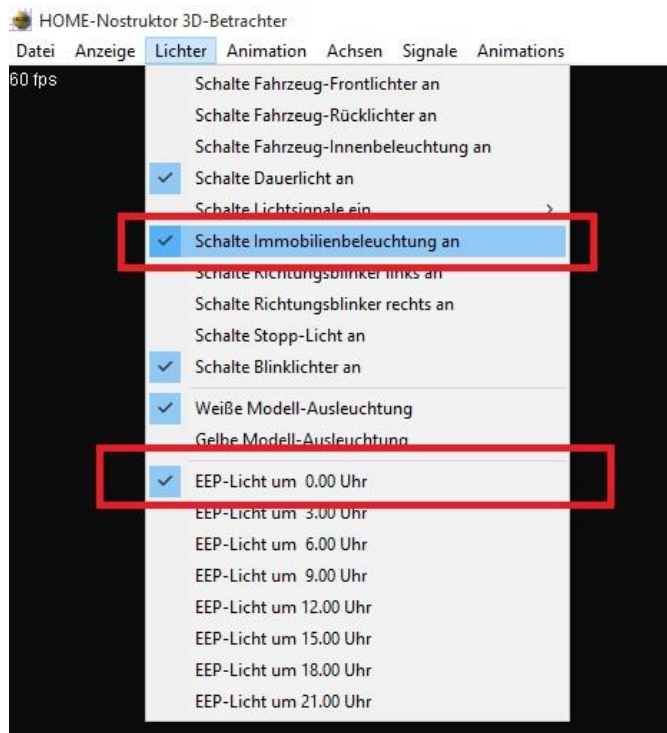 HOME-Nostruktor 3D-Betrachter
Datei Anzeige Lichter Animation Achsen Signale Animations
60 fps
Schalte Fahrzeug-Frontlichter an
Schalte Fahrzeug-Rücklichter an
Schalte Fahrzeug-Innenbeleuchtung an
Schalte Dauerlicht an
Schalte Lichtsignale ein
Schalte Immobilienbeleuchtung an
Schalte Richtungsblinker links an
Schalte Richtungsblinker rechts an
Schalte Stopp-Licht an
Schalte Blinklichter an
Weiße Modell-Ausleuchtung
Gelbe Modell-Ausleuchtung
EEP-Licht um 0.00 Uhr
EEP-Licht um 3.00 Uhr
EEP-Licht um 6.00 Uhr
EEP-Licht um 9.00 Uhr
EEP-Licht um 12.00 Uhr
EEP-Licht um 15.00 Uhr
EEP-Licht um 18.00 Uhr
EEP-Licht um 21.00 Uhr